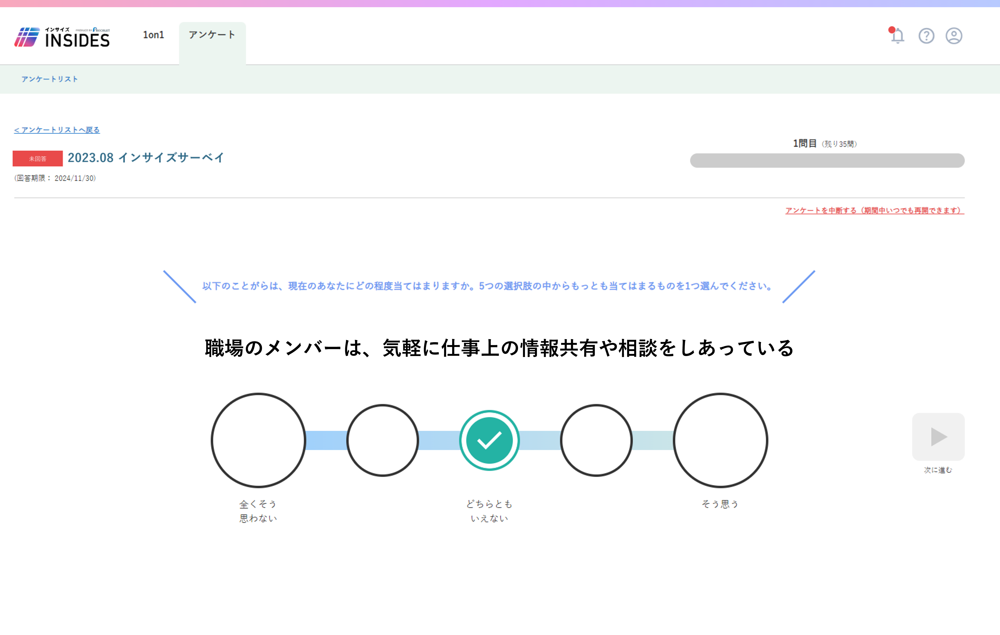 インサイズ PRODUCE BY RECRUIT
INSIDES
1on1
アンケート
アンケートリスト
< アンケートリストへ戻る
1問目 (残り35問)
未回答 2023.08 インサイズサーベイ
(回答期限： 2024/11/30)
アンケートを中断する（期間中いつでも再開できます）
以下のことがらは、現在のあなたにどの程度当てはまりますか。5つの選択肢の中からもっとも当てはまるものを1つ選んでください。
職場のメンバーは、気軽に仕事上の情報共有や相談をしあっている
次に進む
全くそう
思わない
どちらとも
いえない
そう思う